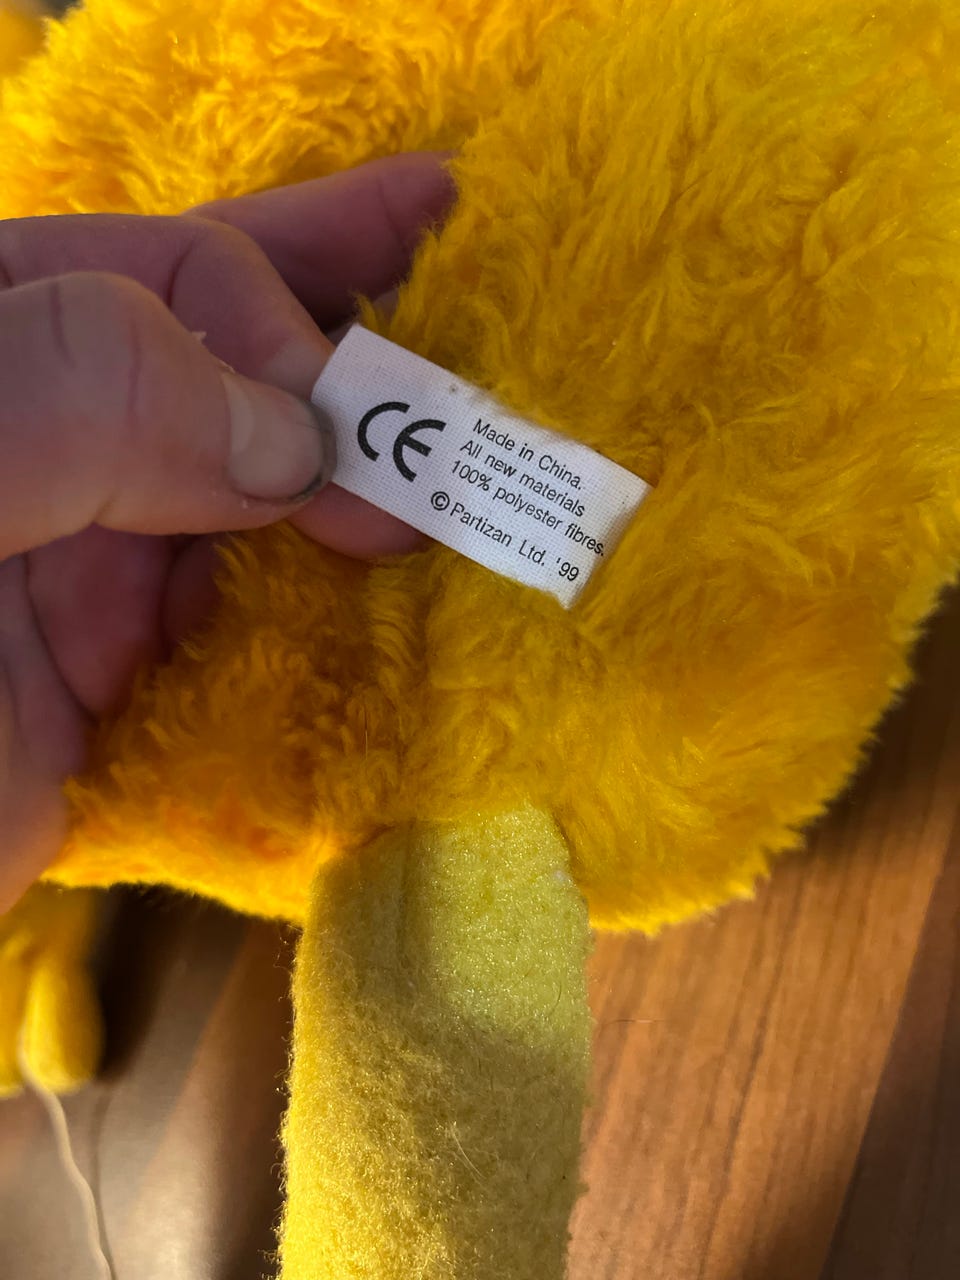 CE
Made in China.
All new materials
100% polyester fibres.
© Partizan Ltd. '99